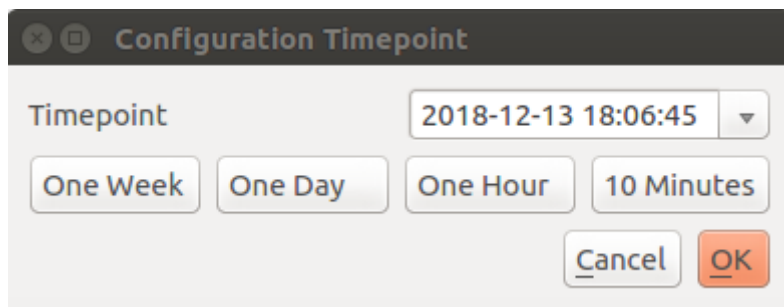 Configuration Timepoint
Timepoint 2018-12-13 18:06:45
One Week One Day One Hour 10 Minutes
Cancel OK